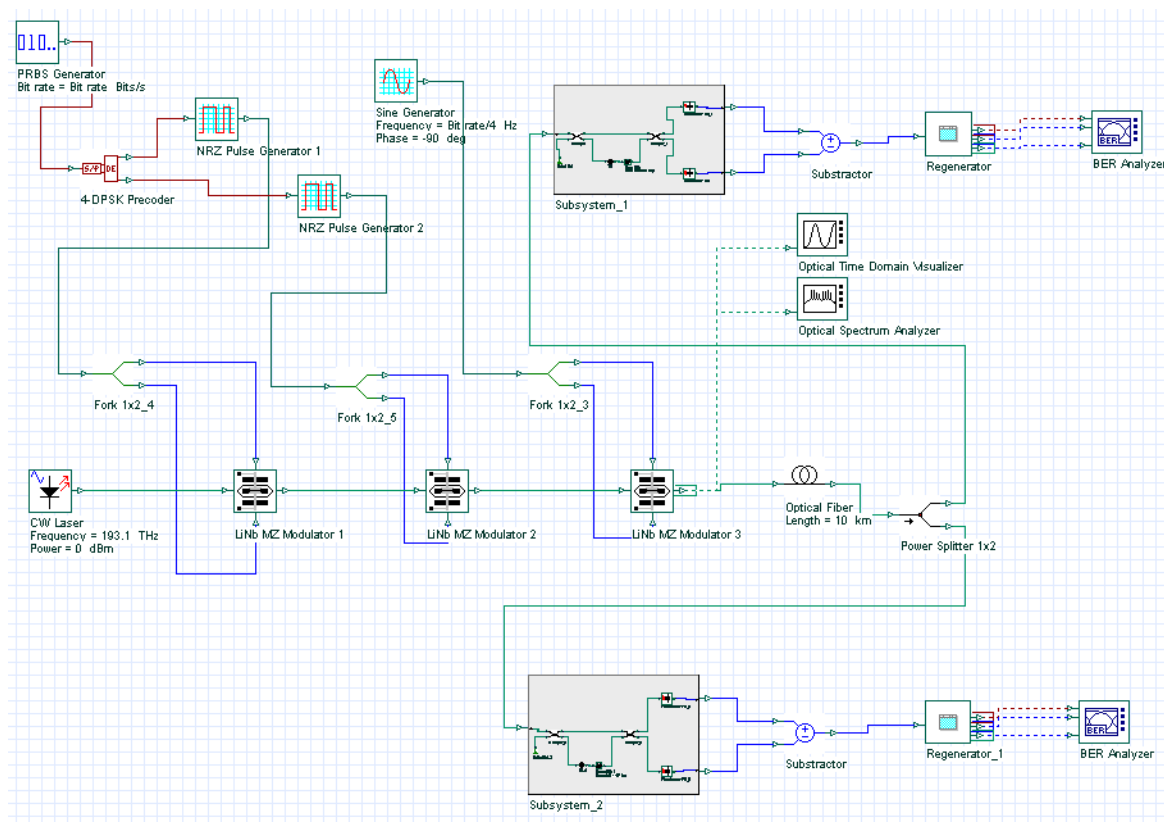 010..
PRBS Generator
Bit rate = Bit rate Bits/s
NRZ Pulse Generator 1
S/P
DE
4-DPSK Precoder
NRZ Pulse Generator 2
Sine Generator
Frequency = Bit rate/4 Hz
Phase = -90 deg
Subsystem_1
Substractor
Regenerator
BER
BER Analyzer
Optical Time Domain Visualizer
Optical Spectrum Analyzer
Fork 1x2_4
Fork 1x2_5
Fork 1x2_3
CW Laser
Frequency = 193.1 THz
Power = 0 dBm
LiNb MZ Modulator 1
LiNb MZ Modulator 2
LiNb MZ Modulator 3
Optical Fiber
Length = 10 km
Power Splitter 1x2
Subsystem_2
Substractor
Regenerator_1
BER
BER Analyzer